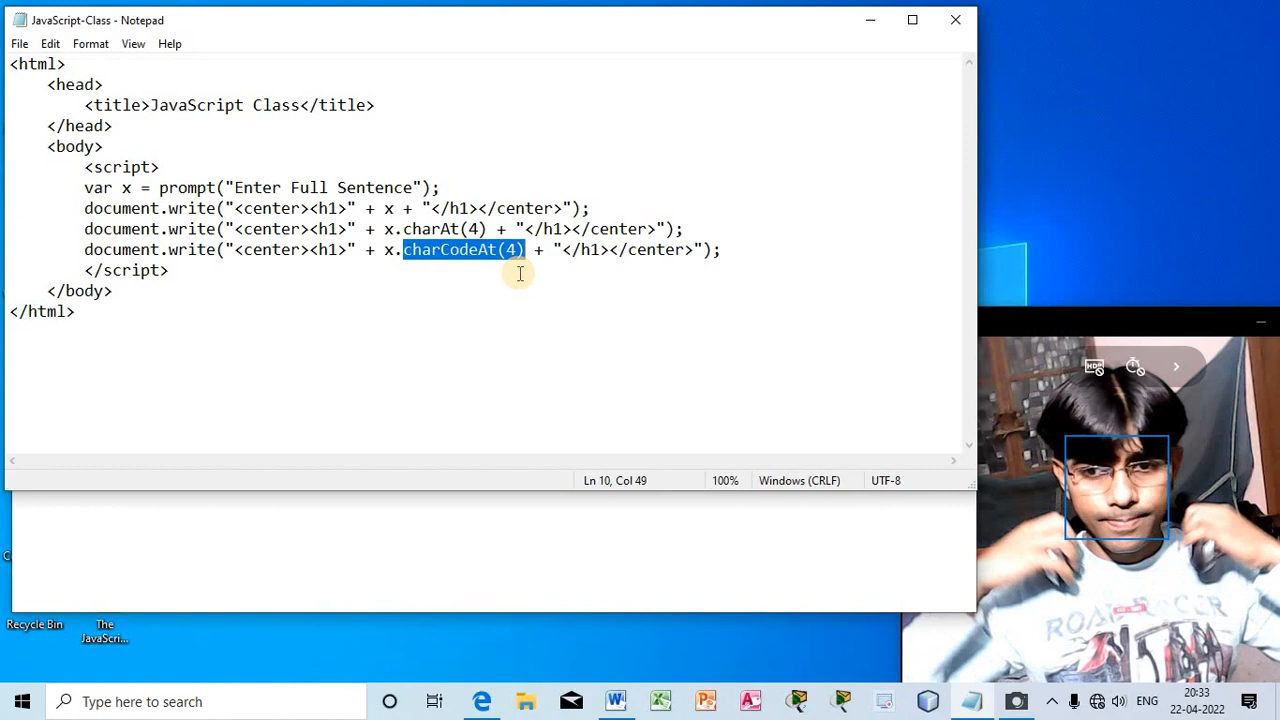 JavaScript-Class - Notepad
File Edit Format View Help
<html>
<head>
<title>JavaScript Class</title>
</head>
<body>
<script>
var x = prompt("Enter Full Sentence");
document.write("<center><h1>" + x + "</h1></center>");
document.write("<center><h1>" + x.charAt(4) + "</h1></center>");
document.write("<center><h1>" + x.charCodeAt(4) + "</h1></center>");
</script>
</body>
</html>
Ln 10, Col 49 100% Windows (CRLF) UTF-8
HDR
Recycle Bin
The
JavaScri...
Type here to search
ENG
20:33
22-04-2022